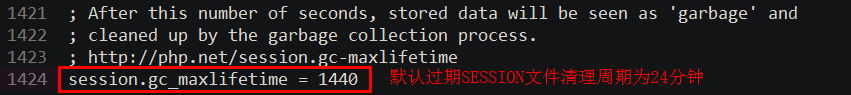 1421 ; After this number of seconds, stored data will be seen as 'garbage' and
1422 ; cleaned up by the garbage collection process.
1423 ; http://php.net/session.gc-maxlifetime
1424 session.gc_maxlifetime = 1440 默认过期SESSION文件清理周期为24分钟